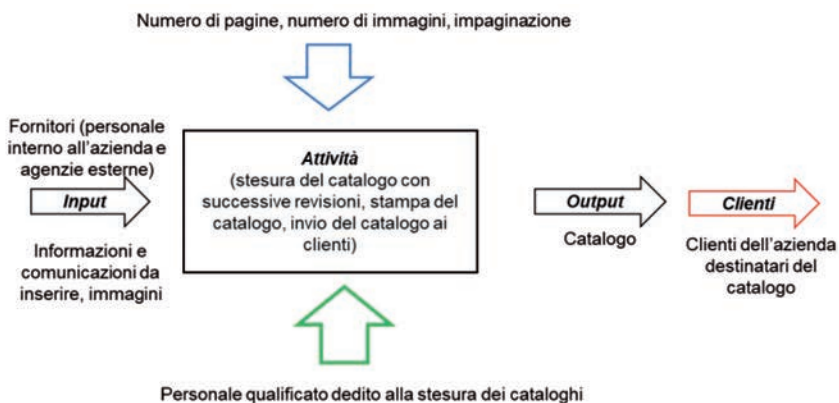 Numero di pagine, numero di immagini, impaginazione
Fornitori (personale
interno all'azienda e
agenzie esterne)
Input
Informazioni e
comunicazioni da
inserire, immagini
Attività
(stesura del catalogo con
successive revisioni, stampa del
catalogo, invio del catalogo ai
clienti)
Output
Catalogo
Clienti
Clienti dell'azienda
destinatari del
catalogo
Personale qualificato dedito alla stesura dei cataloghi